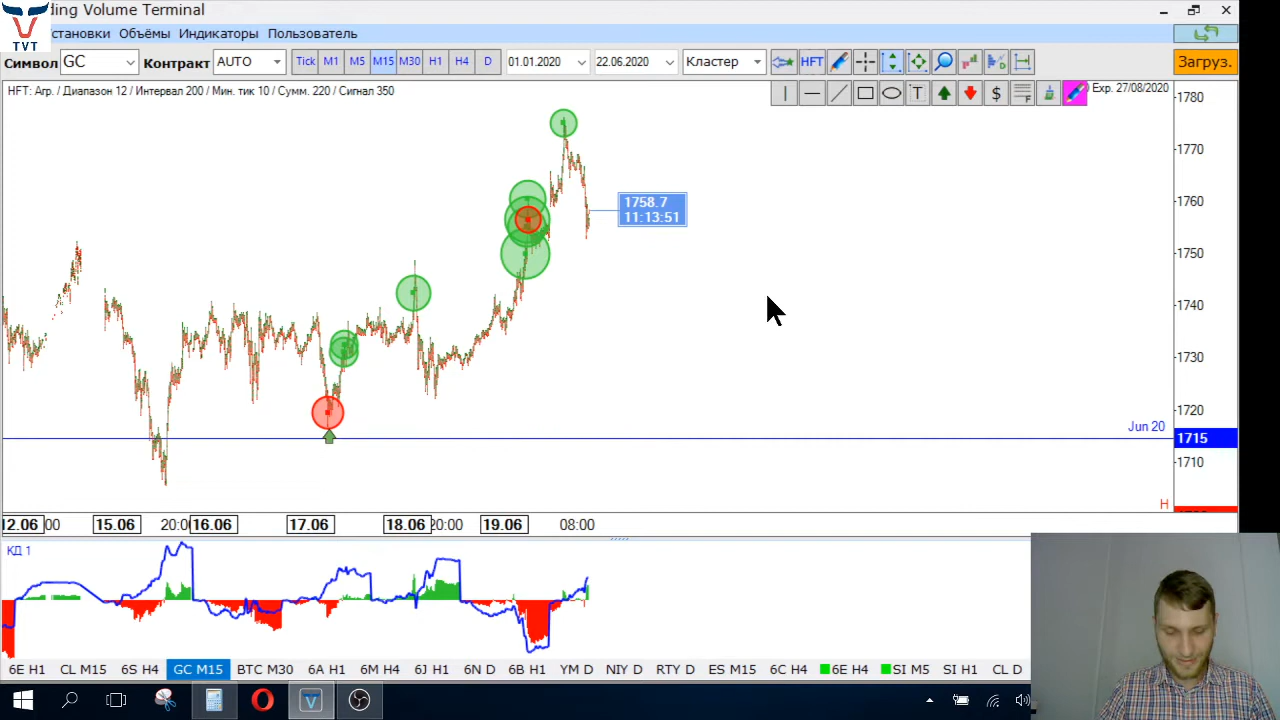 ding Volume Terminal
TVT
становки Объёмы Индикаторы Пользователь
Символ GC Контракт AUTO Tick M1 M5 M15 M30 H1 H4 D 01.01.2020 22.06.2020 Кластер HFT Загруз.
HFT: Агр. / Диапазон 12 / Интервал 200 / Мин. тик 10 / Сумм. 220 / Сигнал 350
T $ F Exp. 27/08/2020
1780
1770
1760
1758.7
11:13:51
1750
1740
1730
1720
Jun 20
1715
1710
H
12.06 00 15.06 20:0 16.06 17.06 18.06 20:00 19.06 08:00
КД 1
6E H1 CL M15 6S H4 GC M15 BTC M30 6A H1 6M H4 6J H1 6N D 6B H1 YM D NIY D RTY D ES M15 6C H4 6E H4 SI M5 SI H1 CL D